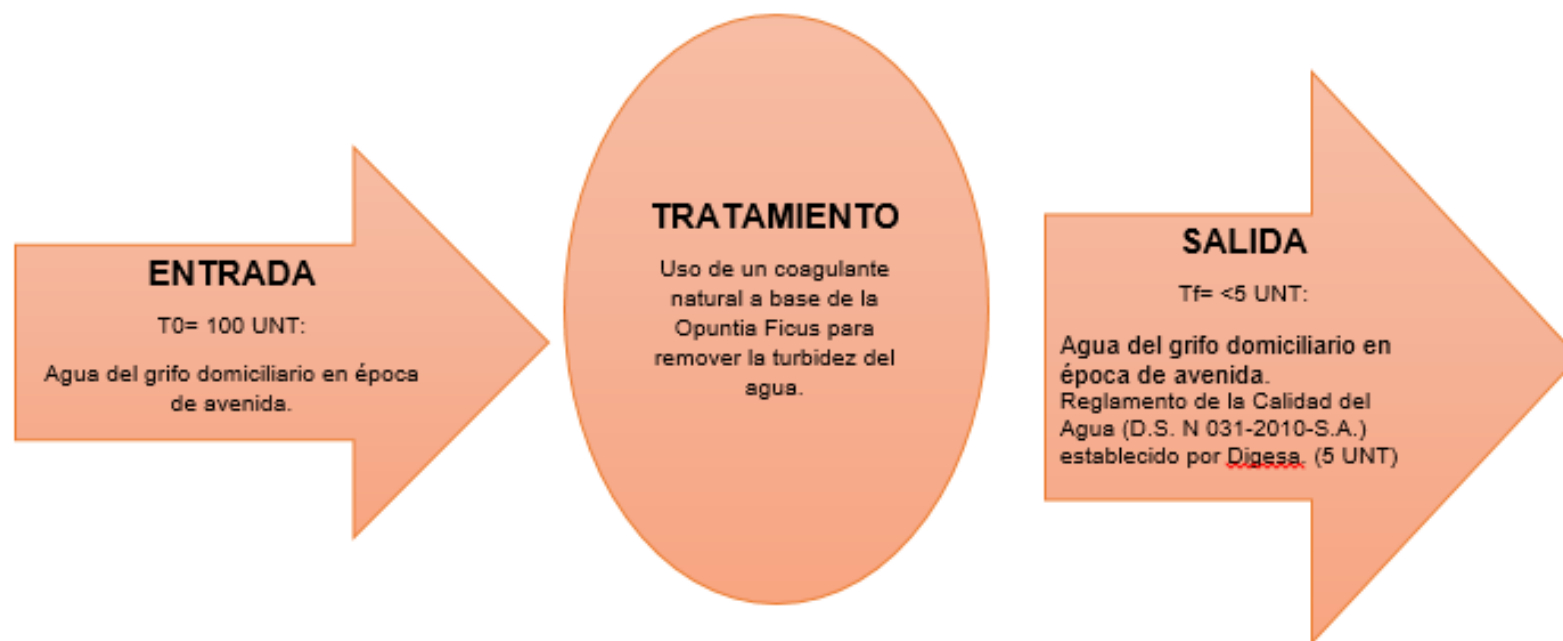 ENTRADA
T0= 100 UNT:
Agua del grifo domiciliario en época
de avenida.
TRATAMIENTO
Uso de un coagulante
natural a base de la
Opuntia Ficus para
remover la turbidez del
agua.
SALIDA
Tf= <5 UNT:
Agua del grifo domiciliario en
época de avenida.
Reglamento de la Calidad del
Agua (D.S. N 031-2010-S.A.)
establecido por Digesa. (5 UNT)